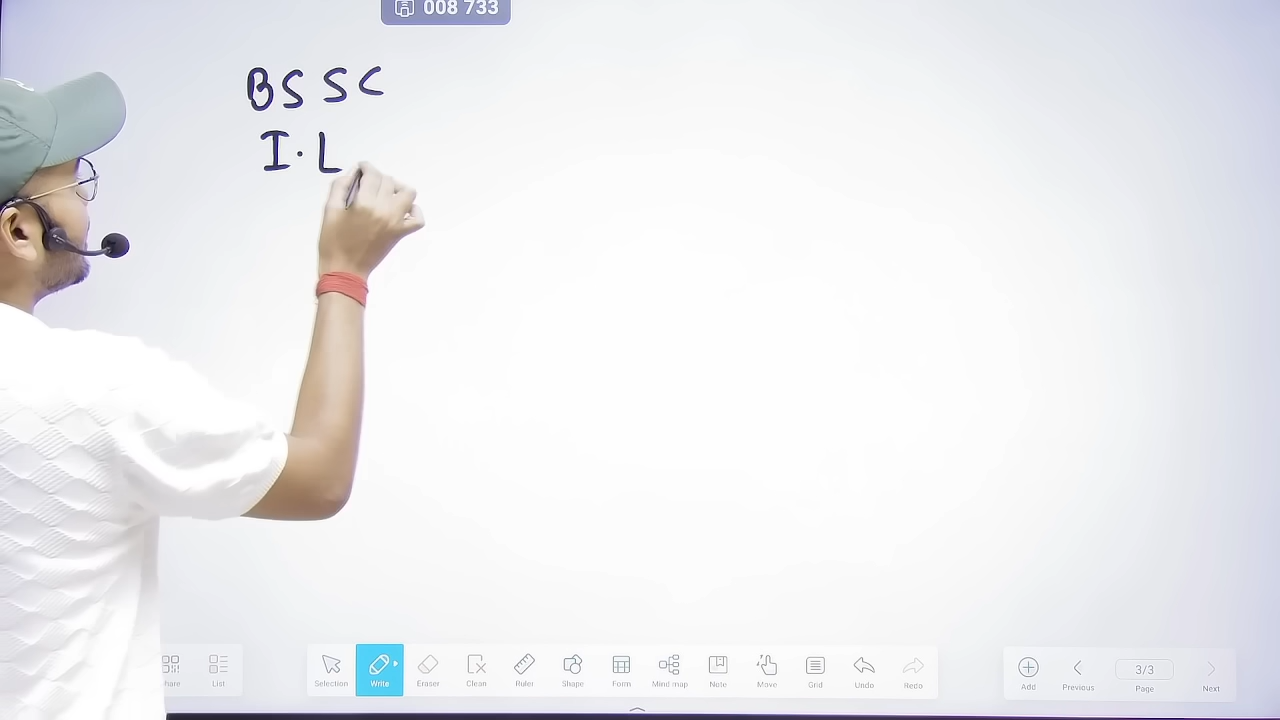 008 733
BSSC
I.L
Share
List
Selection
Write
Eraser
Clean
Ruler
Shape
Form
Mind map
Note
Move
Grid
Undo
Redo
Add
Previous
3/3
Page
Next